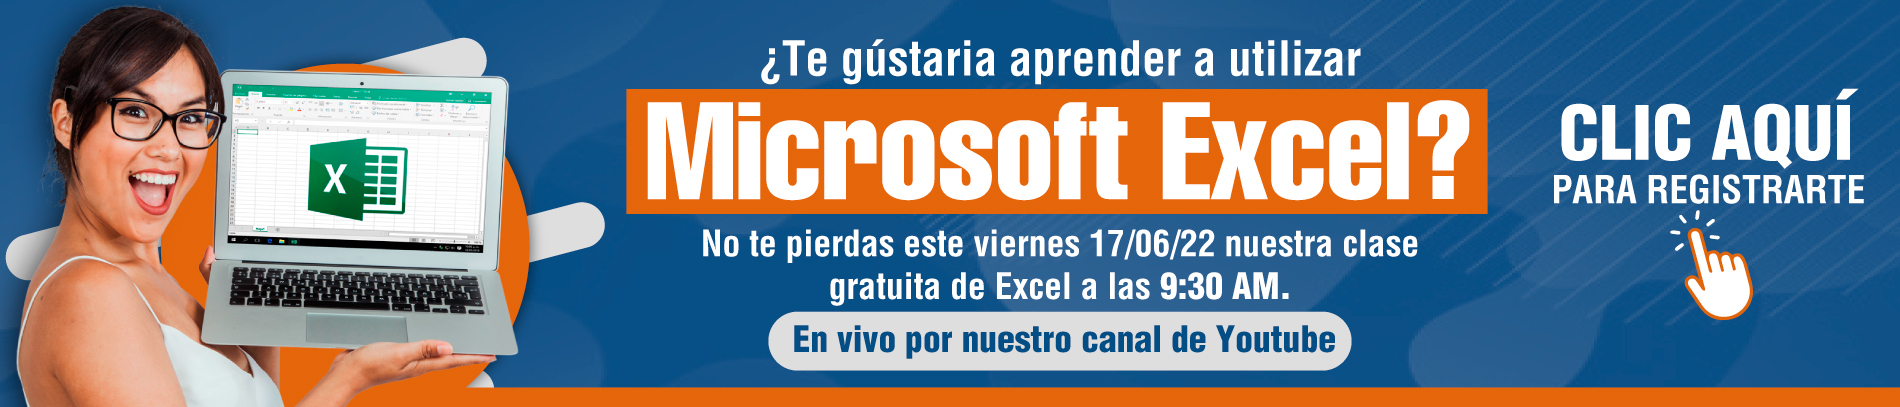 ¿Te gústaria aprender a utilizar
Microsoft Excel?
No te pierdas este viernes 17/06/22 nuestra clase
gratuita de Excel a las 9:30 AM.
En vivo por nuestro canal de Youtube
CLIC AQUÍ
PARA REGISTRARTE
X